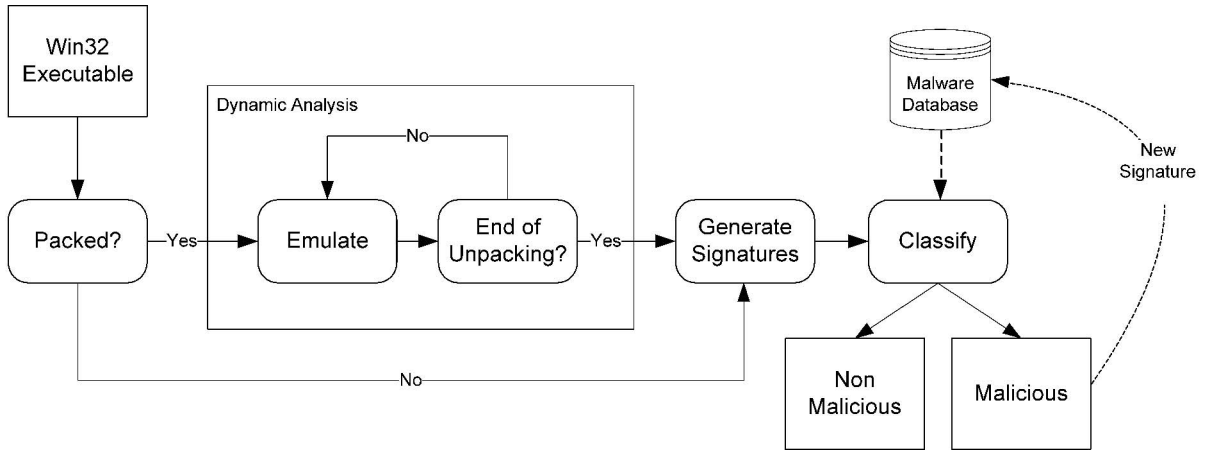 Win32
Executable
Malware
Database
Dynamic Analysis
No
New
Signature
Packed?
Yes
Emulate
End of
Unpacking?
Yes
Generate
Signatures
Classify
No
Non
Malicious
Malicious